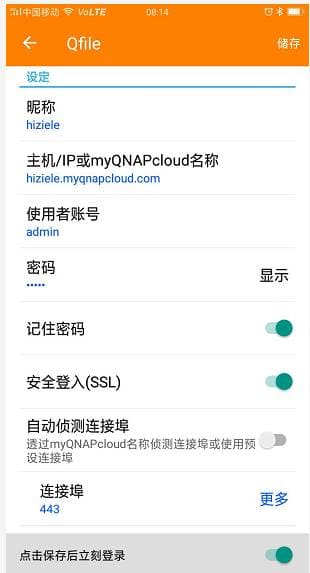 中国移动 VoLTE 08:14
Qfile 储存
设定
昵称
hiziele
主机/IP或myQNAPcloud名称
hiziele.myqnapcloud.com
使用者账号
admin
密码
••••• 显示
记住密码
安全登入(SSL)
自动侦测连接埠
透过myQNAPcloud名称侦测连接埠或使用预
设连接埠
连接埠
443 更多
点击保存后立刻登录